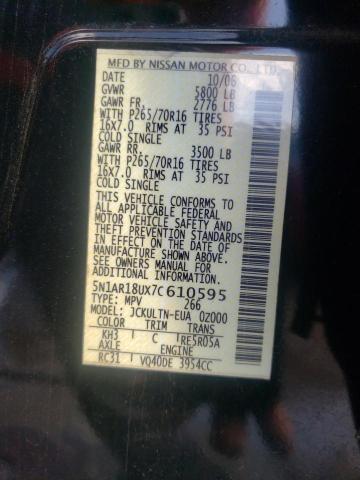 MFD BY NISSAN MOTOR CO., LTD.
DATE 10/06
GVWR 5800 LB
GAWR FR. 2776 LB
WITH P265/70R16 TIRES
16X7.0 RIMS AT 35 PSI
COLD SINGLE
GAWR RR. 3500 LB
WITH P265/70R16 TIRES
16X7.0 RIMS AT 35 PSI
COLD SINGLE
THIS VEHICLE CONFORMS TO
ALL APPLICABLE FEDERAL
MOTOR VEHICLE SAFETY AND
THEFT PREVENTION STANDARDS
IN EFFECT ON THE DATE OF
MANUFACTURE SHOWN ABOVE.
SEE OWNERS MANUAL FOR
ADDITIONAL INFORMATION.
5N1AR18UX7C610595
TYPE: MPV 266
MODEL: JCKULTN-EUA 0Z000
COLOR TRIM TRANS
KH3 C RE5R05A
AXLE ENGINE
RC31 VQ40DE 3954CC